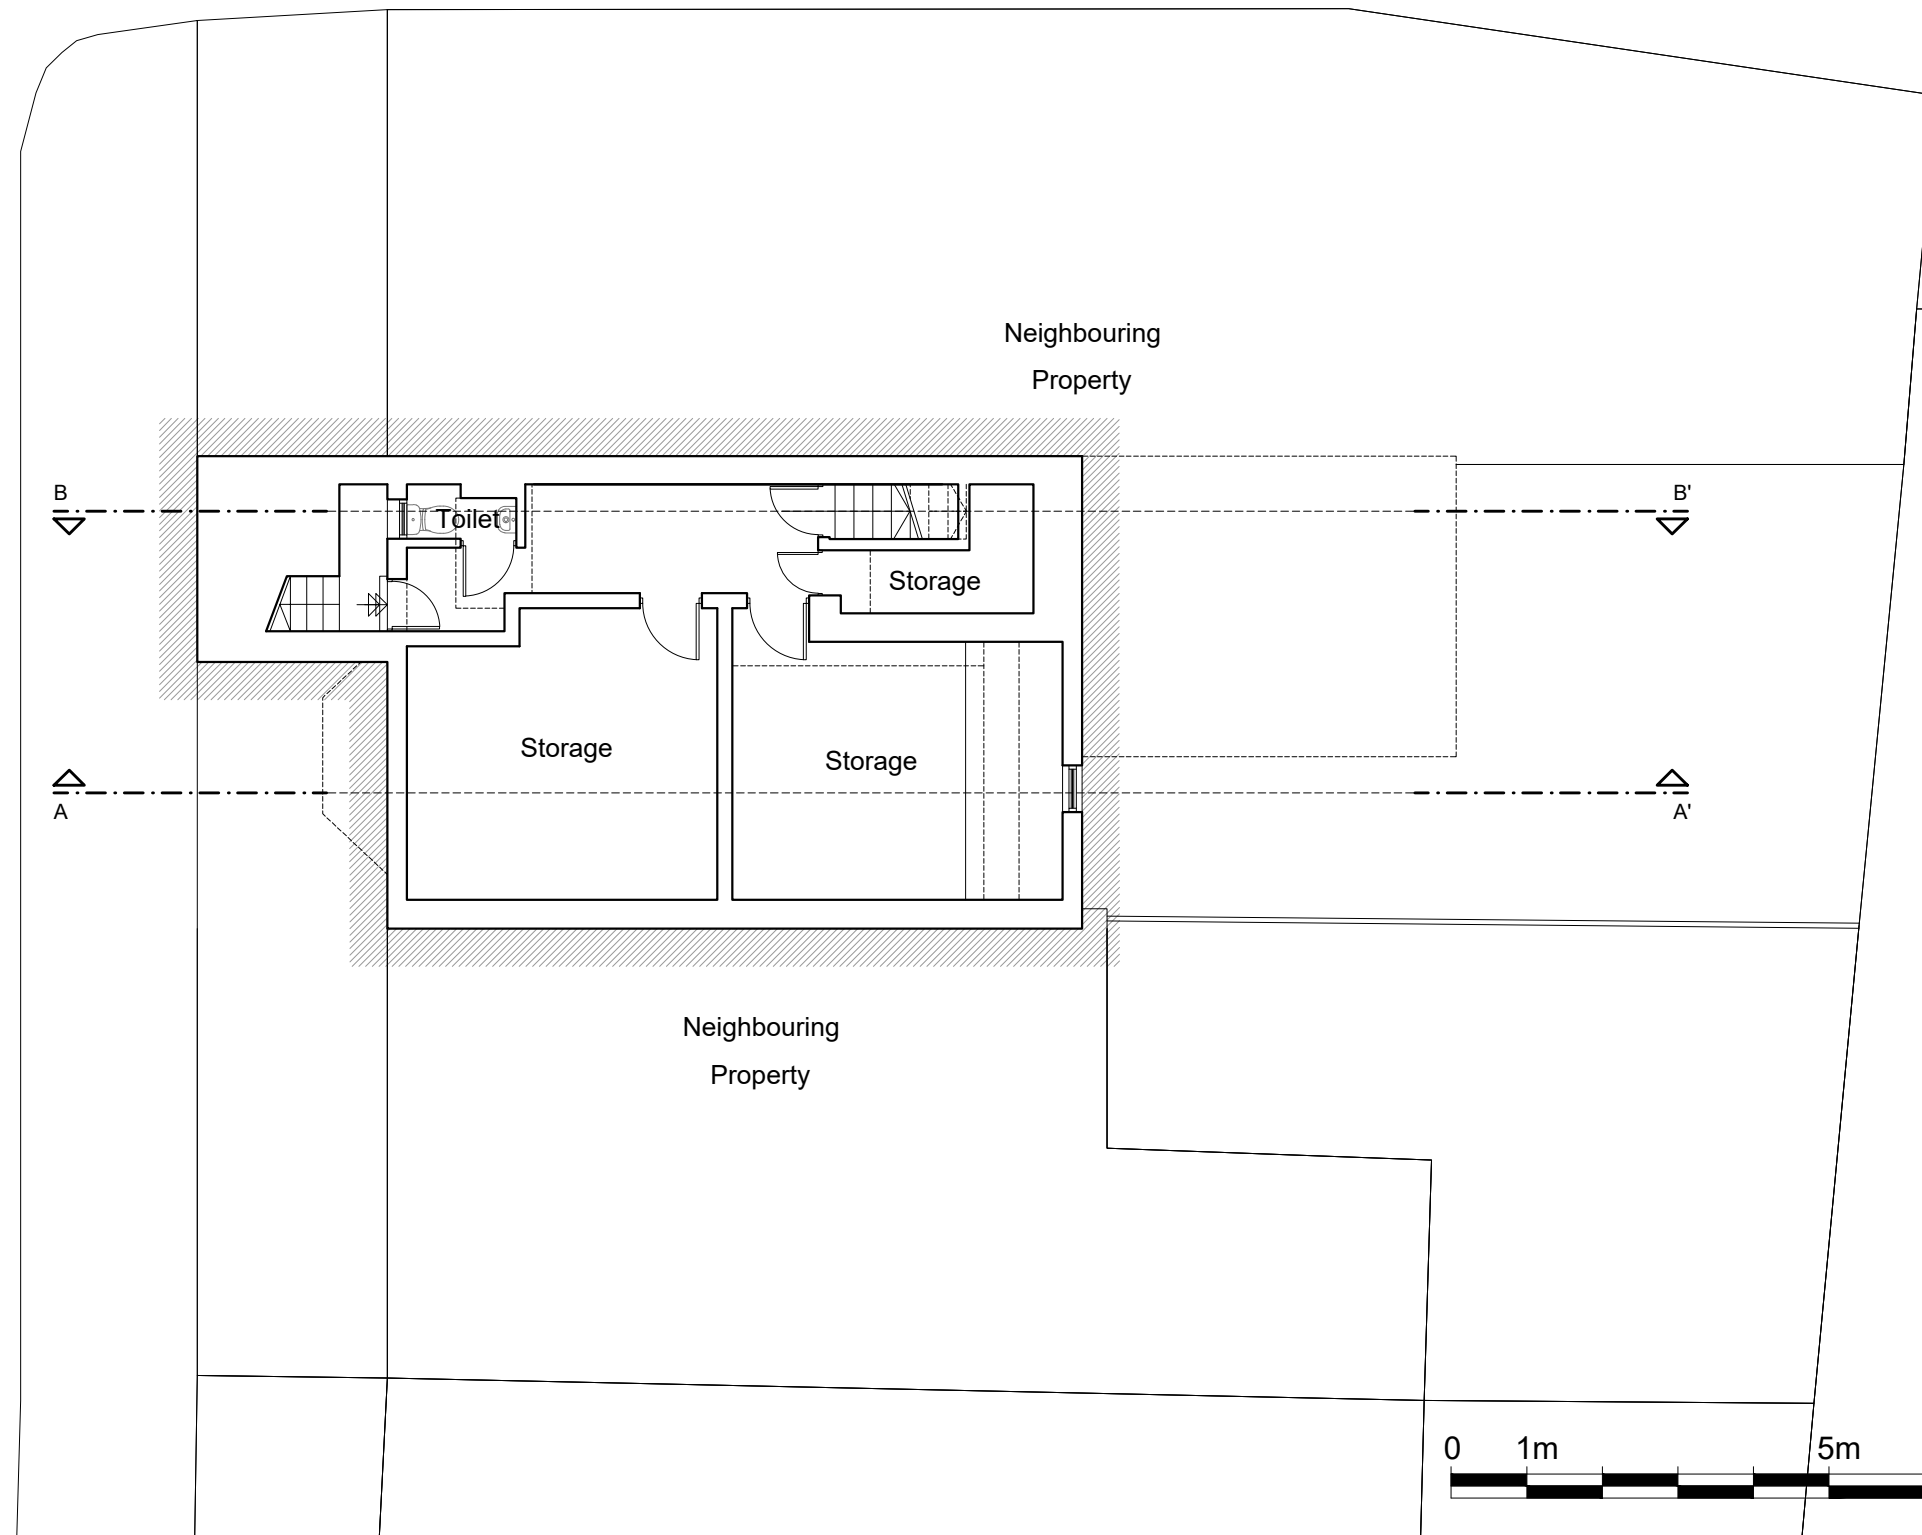 Neighbouring
Property
B
B'
Toilet
Storage
Storage
Storage
A
A'
Neighbouring
Property
0 1m 5m